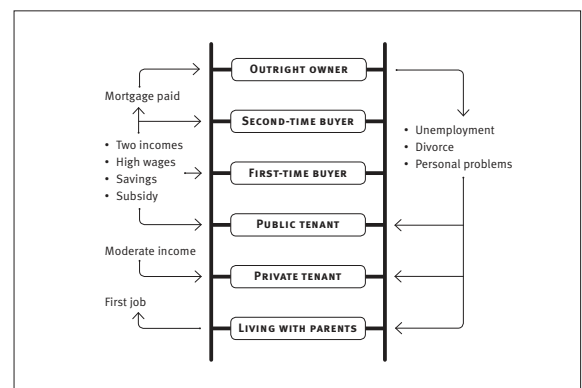 OUTRIGHT OWNER
Mortgage paid
SECOND-TIME BUYER
• Two incomes
• High wages
• Savings
• Subsidy
• Unemployment
• Divorce
• Personal problems
FIRST-TIME BUYER
PUBLIC TENANT
Moderate income
PRIVATE TENANT
First job
LIVING WITH PARENTS